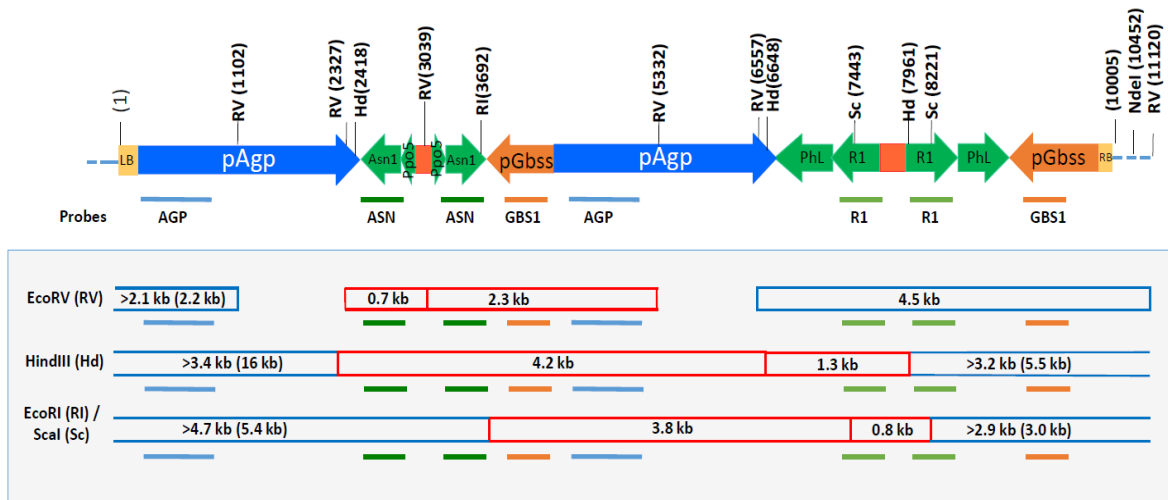 (1)
RV (1102)
RV (2327)
Hd(2418)
RV(3039)
RI(3692)
RV (5332)
RV (6557)
Hd(6648)
Sc (7443)
Hd (7961)
Sc (8221)
(10005)
NdeI (10452)
RV (11120)
LB pAgp Asn1 Ppo5 Ppo5 Asn1 pGbss pAgp PhL R1 R1 PhL pGbss RB
Probes AGP ASN ASN GBS1 AGP R1 R1 GBS1
EcoRV (RV) >2.1 kb (2.2 kb) 0.7 kb 2.3 kb 4.5 kb
HindIII (Hd) >3.4 kb (16 kb) 4.2 kb 1.3 kb >3.2 kb (5.5 kb)
EcoRI (RI) /
ScaI (Sc) >4.7 kb (5.4 kb) 3.8 kb 0.8 kb >2.9 kb (3.0 kb)